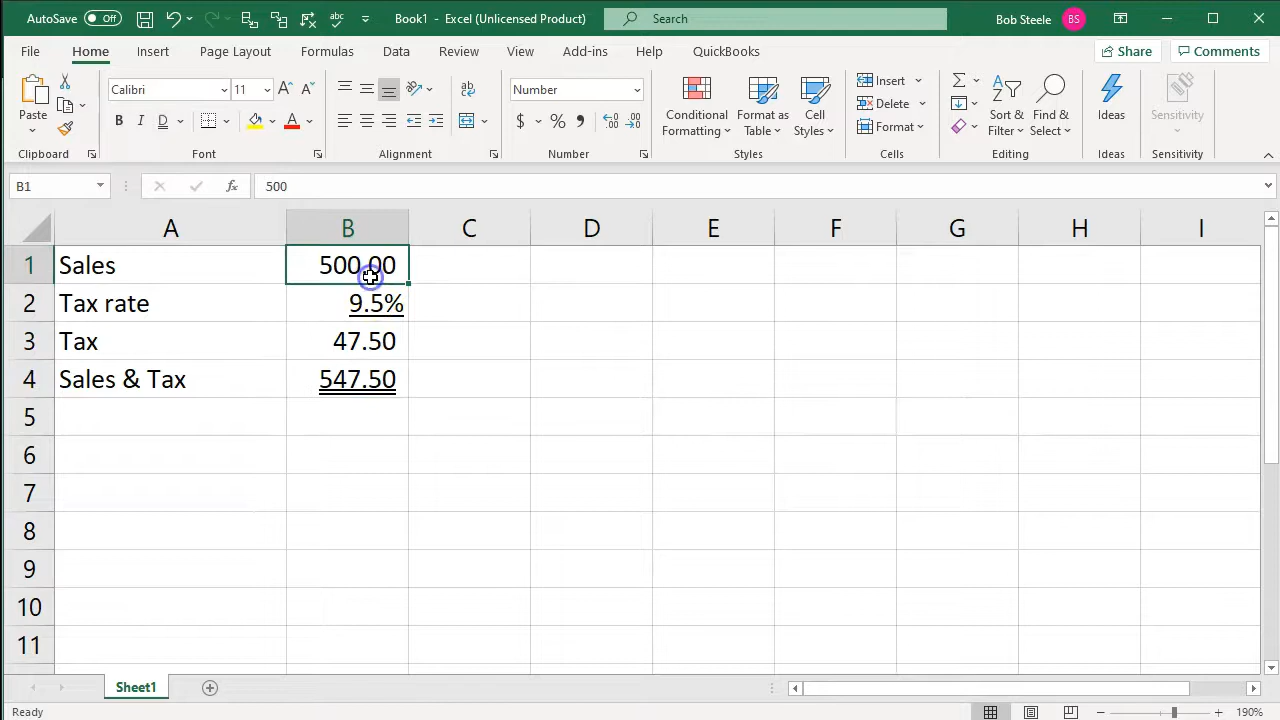 AutoSave Off Book1 - Excel (Unlicensed Product) Search Bob Steele BS
File Home Insert Page Layout Formulas Data Review View Add-ins Help QuickBooks Share Comments
Paste
Calibri 11
B I U A
ab
Number
$ % 9
Conditional Formatting
Format as Table
Cell Styles
Insert
Delete
Format
Sort & Filter
Find & Select
Ideas
Sensitivity
Clipboard Font Alignment Number Styles Cells Editing Ideas Sensitivity
B1 fx 500
A B C D E F G H I
1 Sales 500.00
2 Tax rate 9.5%
3 Tax 47.50
4 Sales & Tax 547.50
5
6
7
8
9
10
11
Sheet1
Ready 190%